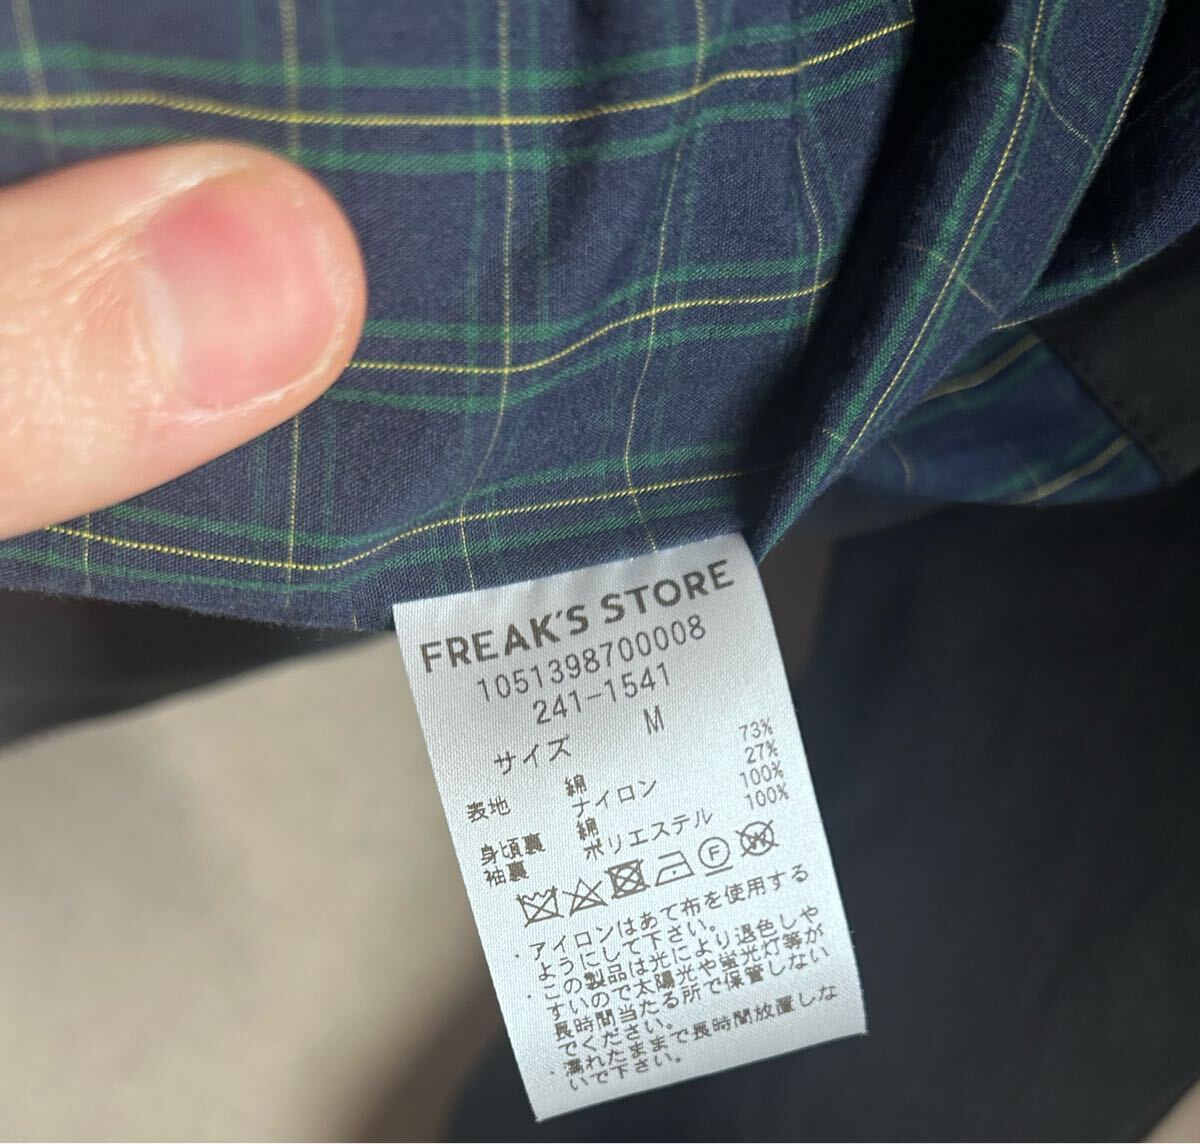 FREAK'S STORE
1051398700008
241-1541
サイズ M
表地 綿 73%
ナイロン 27%
身頃裏 綿 100%
袖裏 ポリエステル 100%
F W
・アイロンはあて布を使用する
ようにして下さい。
・この製品は光により退色しや
すいので太陽光や蛍光灯等が
長時間当たる所で保管しない
でください。
・濡れたままで長時間放置しな
いで下さい。